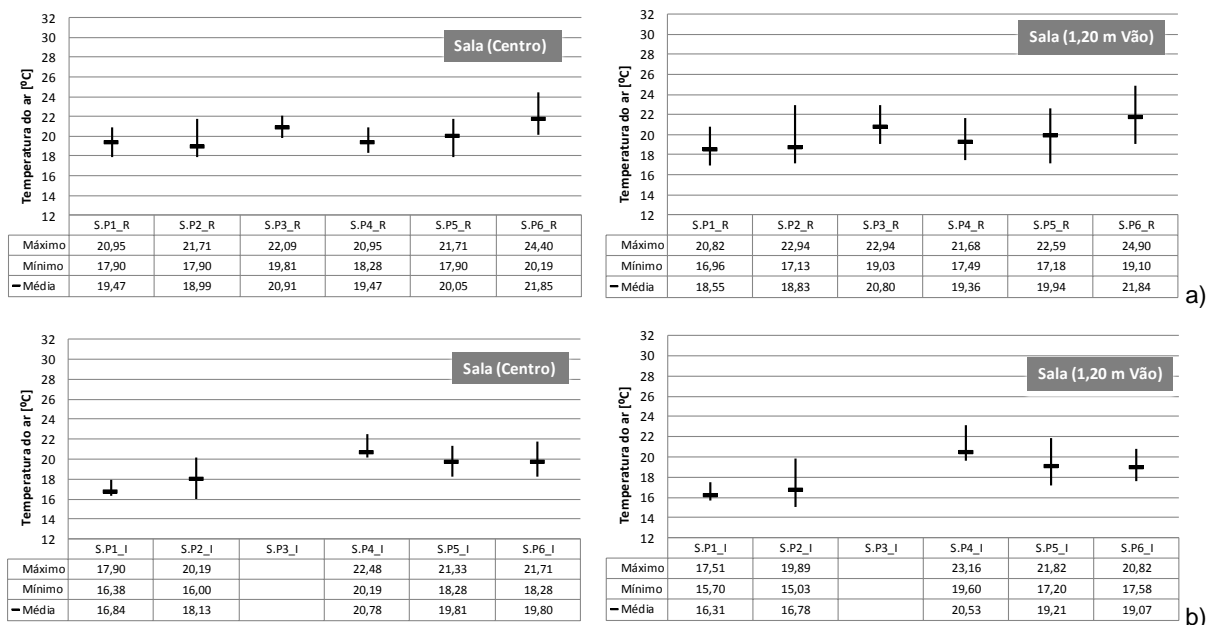 Temperatura do ar [ºC]
32
30
28
26
24
22
20
18
16
14
12
Sala (Centro)
S.P1_R S.P2_R S.P3_R S.P4_R S.P5_R S.P6_R
Máximo 20,95 21,71 22,09 20,95 21,71 24,40
Mínimo 17,90 17,90 19,81 18,28 17,90 20,19
Média 19,47 18,99 20,91 19,47 20,05 21,85
Temperatura do ar [ºC]
32
30
28
26
24
22
20
18
16
14
12
Sala (1,20 m Vão)
S.P1_R S.P2_R S.P3_R S.P4_R S.P5_R S.P6_R
Máximo 20,82 22,94 22,94 21,68 22,59 24,90
Mínimo 16,96 17,13 19,03 17,49 17,18 19,10
Média 18,55 18,83 20,80 19,36 19,94 21,84
a)
Temperatura do ar [ºC]
32
30
28
26
24
22
20
18
16
14
12
Sala (Centro)
S.P1_I S.P2_I S.P3_I S.P4_I S.P5_I S.P6_I
Máximo 17,90 20,19 22,48 21,33 21,71
Mínimo 16,38 16,00 20,19 18,28 18,28
Média 16,84 18,13 20,78 19,81 19,80
Temperatura do ar [ºC]
32
30
28
26
24
22
20
18
16
14
12
Sala (1,20 m Vão)
S.P1_I S.P2_I S.P3_I S.P4_I S.P5_I S.P6_I
Máximo 17,51 19,89 23,16 21,82 20,82
Mínimo 15,70 15,03 19,60 17,20 17,58
Média 16,31 16,78 20,53 19,21 19,07
b)